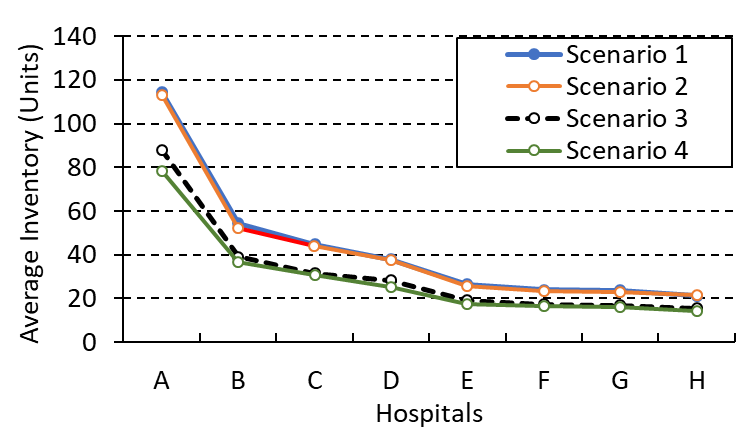 Average Inventory (Units)
140
120
100
80
60
40
20
0
Scenario 1
Scenario 2
Scenario 3
Scenario 4
A B C D E F G H
Hospitals